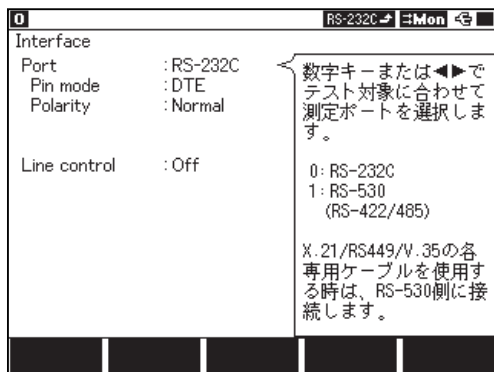 0 RS-232C ⇄Mon
Interface
Port :RS-232C
Pin mode :DTE
Polarity :Normal
Line control :Off
数字キーまたは◀▶で
テスト対象に合わせて
測定ポートを選択しま
す。
0: RS-232C
1: RS-530
(RS-422/485)
X.21/RS449/V.35の各
専用ケーブルを使用す
る時は、RS-530側に接
続します。